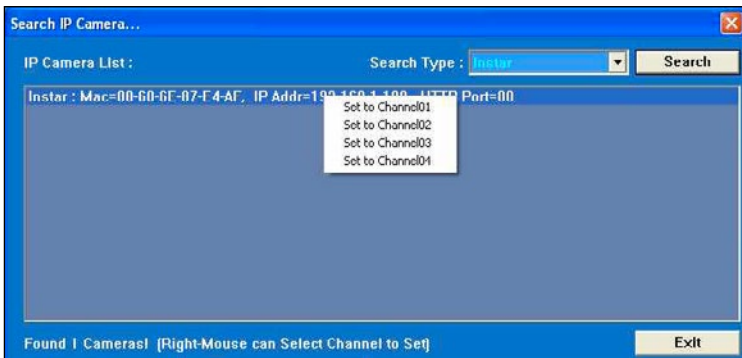 Search IP Camera...
IP Camera List :
Search Type : Instar
Search
Instar : Mac=00-60-6E-07-E4-AF, IP Addr= HTTP Port=
Set to Channel01
Set to Channel02
Set to Channel03
Set to Channel04
Found 1 Cameras! (Right-Mouse can Select Channel to Set)
Exit